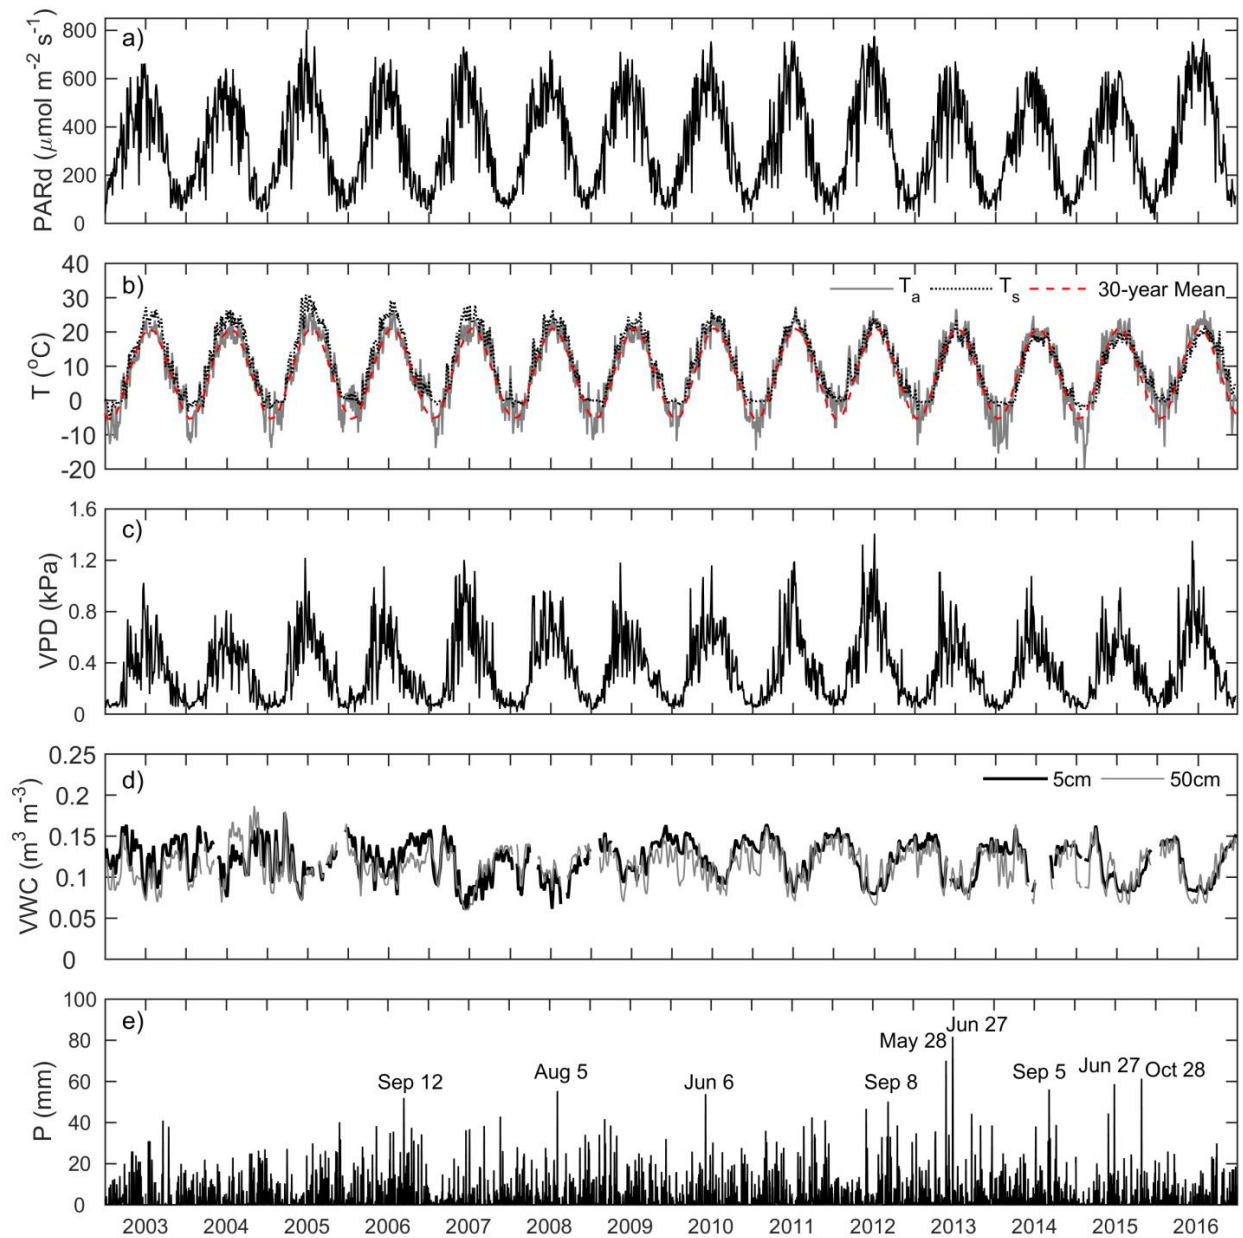 a)
PARd (μmol m⁻² s⁻¹)
800
600
400
200
0
b)
Tₐ Tₛ 30-year Mean
T (°C)
40
30
20
10
0
-10
-20
c)
VPD (kPa)
1.6
1.2
0.8
0.4
0
d)
5cm 50cm
VWC (m³ m⁻³)
0.25
0.2
0.15
0.1
0.05
0
e)
P (mm)
100
80
60
40
20
0
Sep 12
Aug 5
Jun 6
Sep 8
May 28
Jun 27
Sep 5
Jun 27
Oct 28
2003 2004 2005 2006 2007 2008 2009 2010 2011 2012 2013 2014 2015 2016